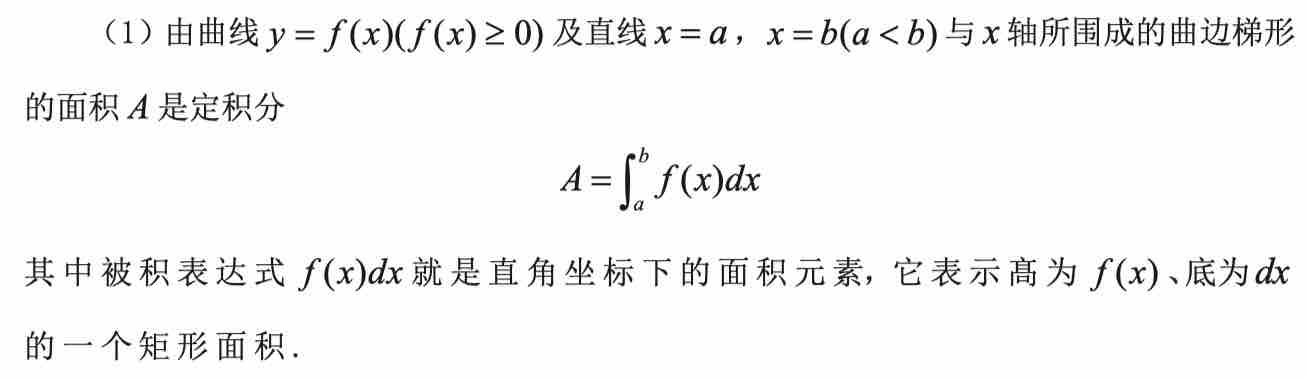 （1）由曲线 y = f(x)(f(x) ≥ 0) 及直线 x = a，x = b(a < b) 与 x 轴所围成的曲边梯形
的面积 A 是定积分
A = ∫_a^b f(x)dx
其中被积表达式 f(x)dx 就是直角坐标下的面积元素，它表示髙为 f(x)、底为 dx
的一个矩形面积．